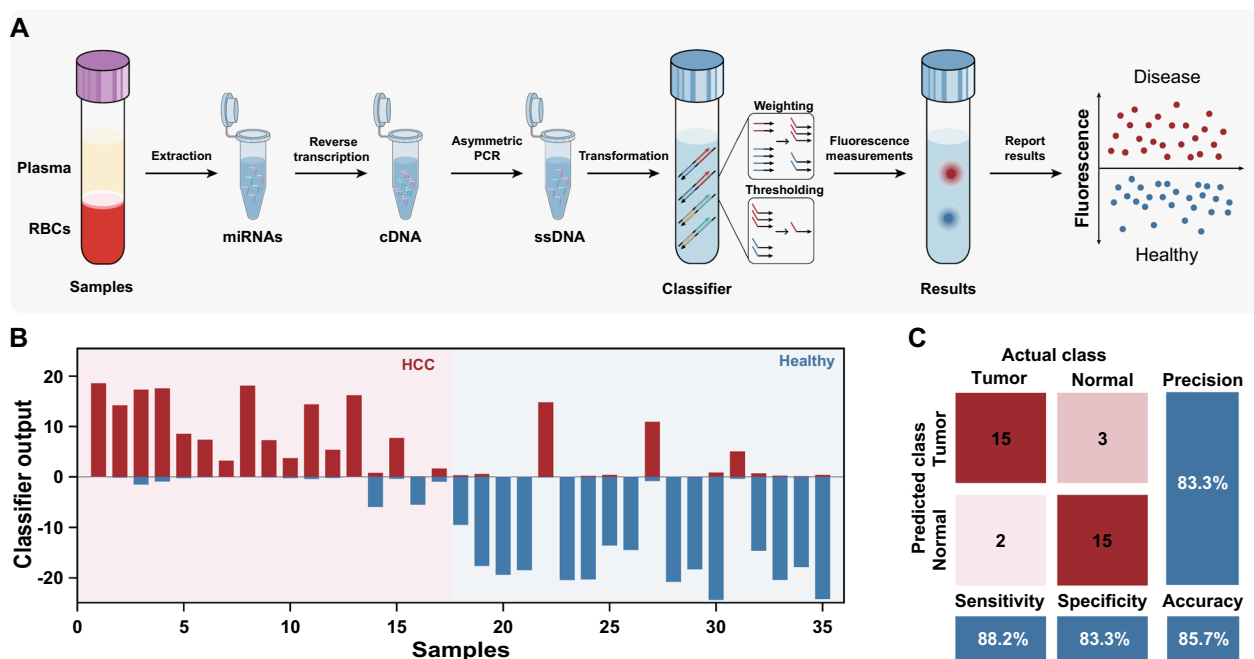 A
Plasma
RBCs
Samples
Extraction
miRNAs
Reverse
transcription
cDNA
Asymmetric
PCR
ssDNA
Transformation
Classifier
Weighting
Thresholding
Fluorescence
measurements
Results
Report
results
Disease
Fluorescence
Healthy
B
HCC
Healthy
Classifier output
20
10
0
-10
-20
0
5
10
15
20
25
30
35
Samples
C
Actual class
Tumor
Normal
Precision
Predicted class
Tumor
Normal
15
3
83.3%
2
15
Sensitivity
Specificity
Accuracy
88.2%
83.3%
85.7%